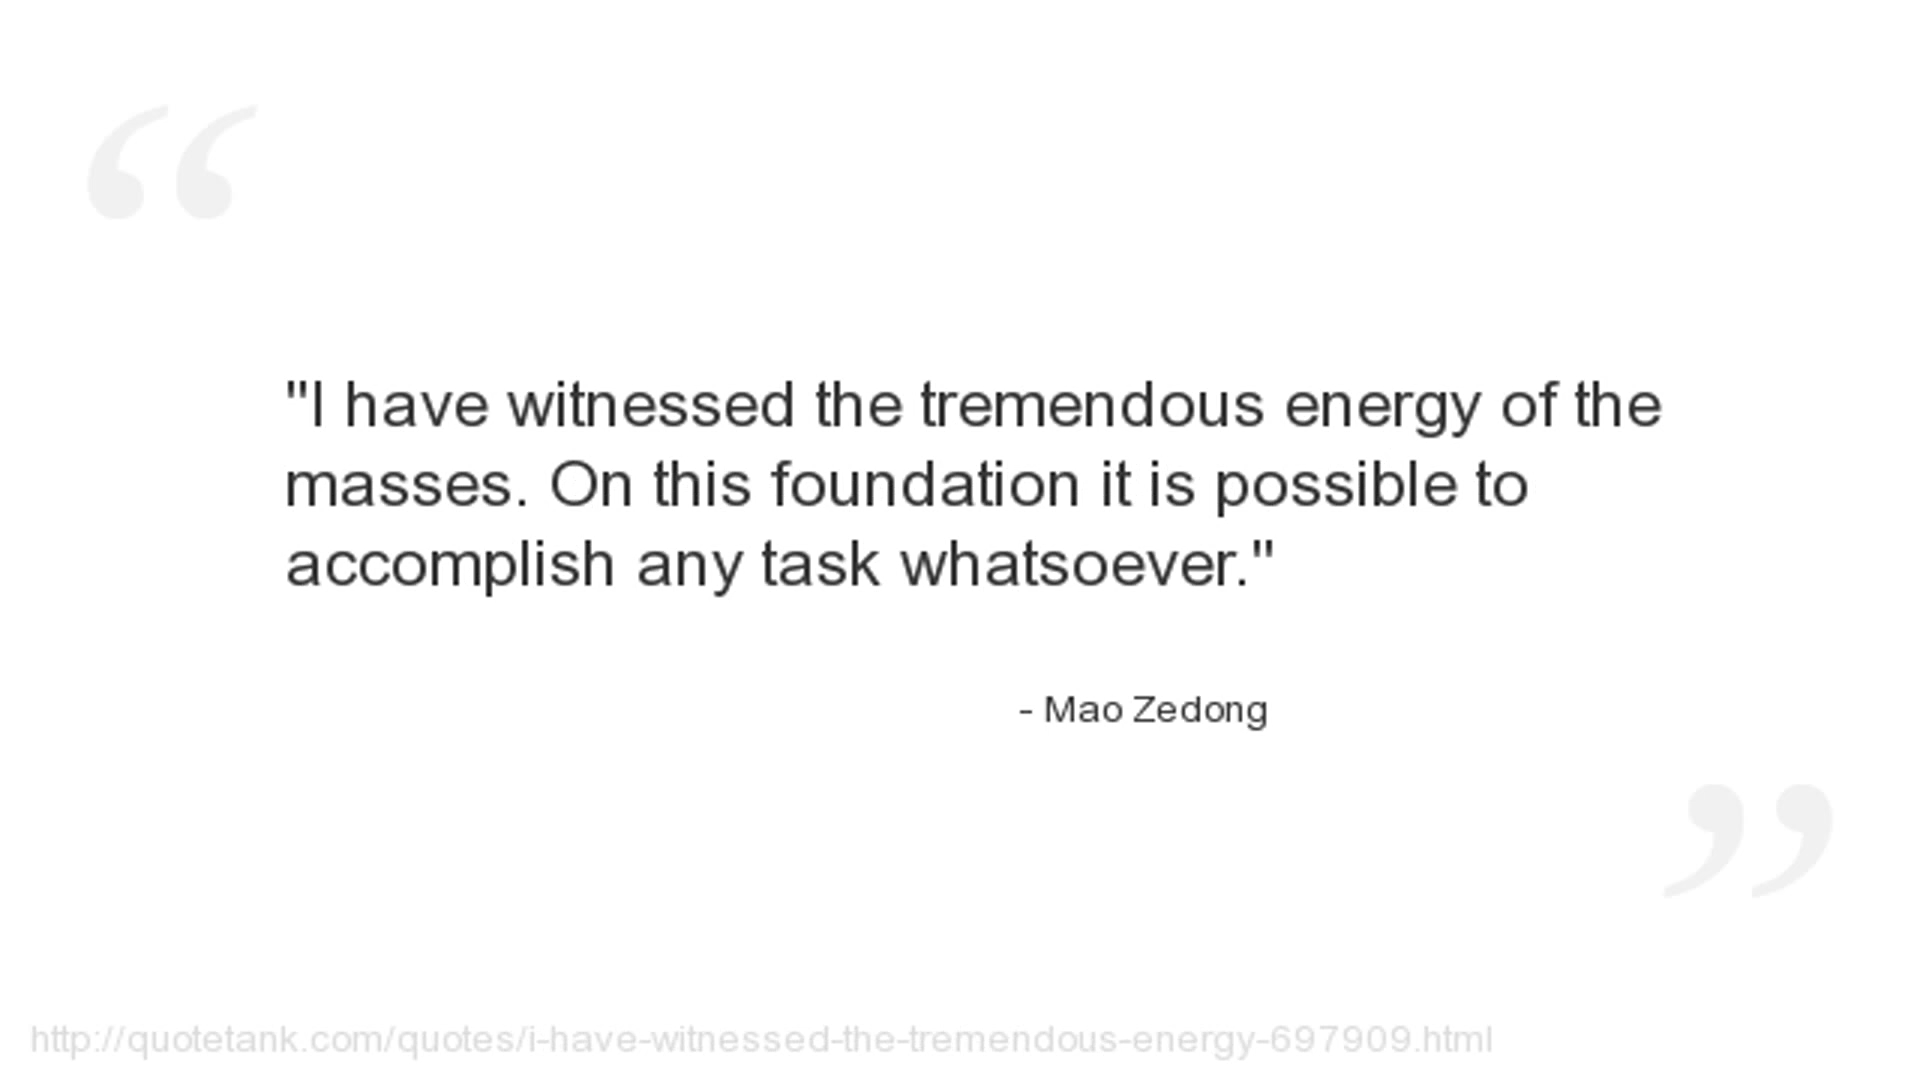 "I have witnessed the tremendous energy of the
masses. On this foundation it is possible to
accomplish any task whatsoever."
- Mao Zedong
http://quotetank.com/quotes/i-have-witnessed-the-tremendous-energy-697909.html